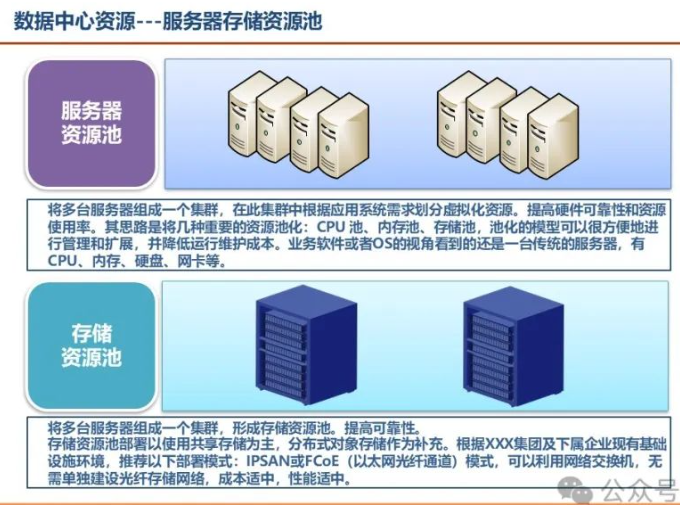 数据中心资源---服务器存储资源池
服务器
资源池
将多台服务器组成一个集群，在此集群中根据应用系统需求划分虚拟化资源。提高硬件可靠性和资源
使用率。其思路是将几种重要的资源池化：CPU 池、内存池、存储池，池化的模型可以很方便地进
行管理和扩展，并降低运行维护成本。业务软件或者OS的视角看到的还是一台传统的服务器，有
CPU、内存、硬盘、网卡等。
存储
资源池
将多台服务器组成一个集群，形成存储资源池。提高可靠性。
存储资源池部署以使用共享存储为主，分布式对象存储作为补充。根据XXX集团及下属企业现有基础
设施环境，推荐以下部署模式：IPSAN或FCoE（以太网光纤通道）模式，可以利用网络交换机，无
需单独建设光纤存储网络，成本适中，性能适中。
公众号